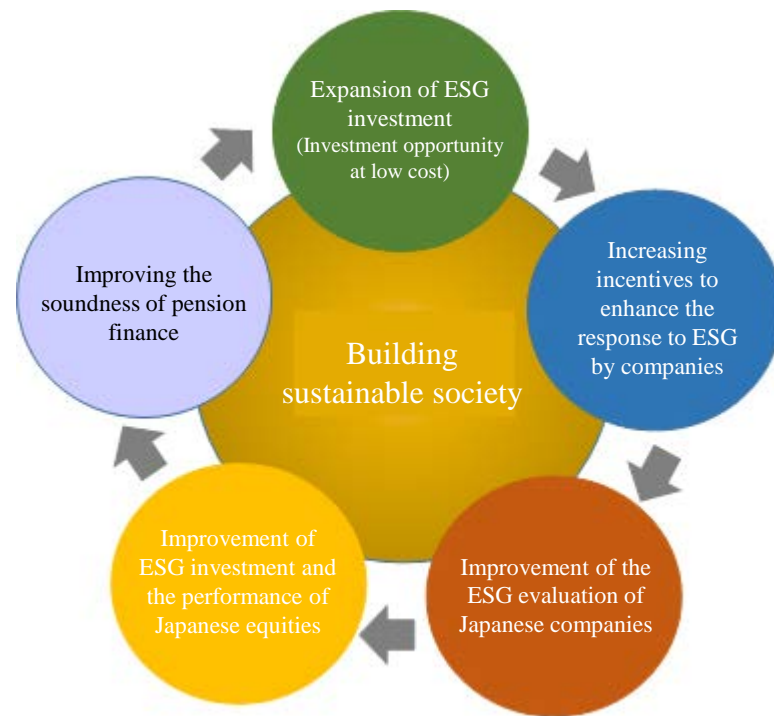 Expansion of ESG
investment
(Investment opportunity
at low cost)
Increasing
incentives to
enhance the
response to ESG
by companies
Improvement of the
ESG evaluation of
Japanese companies
Improvement of
ESG investment and
the performance of
Japanese equities
Improving the
soundness of pension
finance
Building
sustainable society